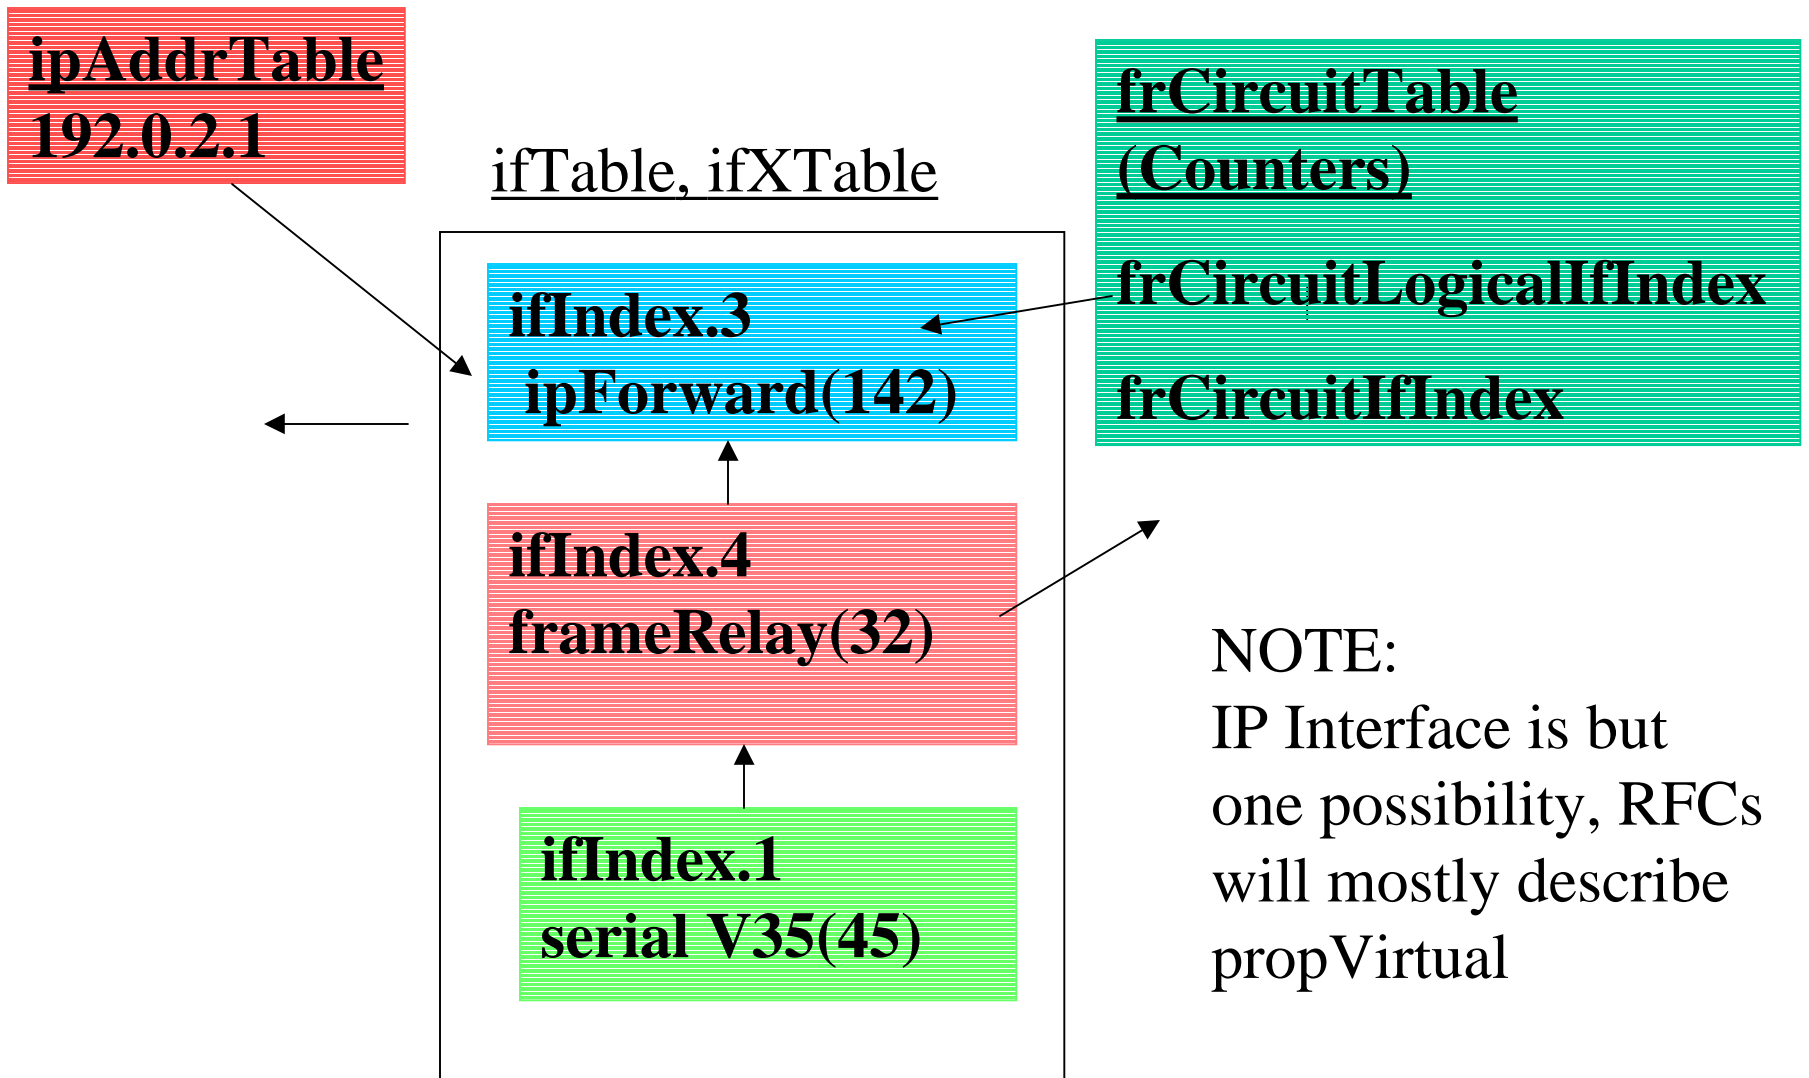 ipAddrTable
192.0.2.1
ifTable, ifXTable
frCircuitTable
(Counters)
frCircuitLogicalIfIndex
frCircuitIfIndex
ifIndex.3
ipForward(142)
ifIndex.4
frameRelay(32)
ifIndex.1
serial V35(45)
NOTE:
IP Interface is but
one possibility, RFCs
will mostly describe
propVirtual